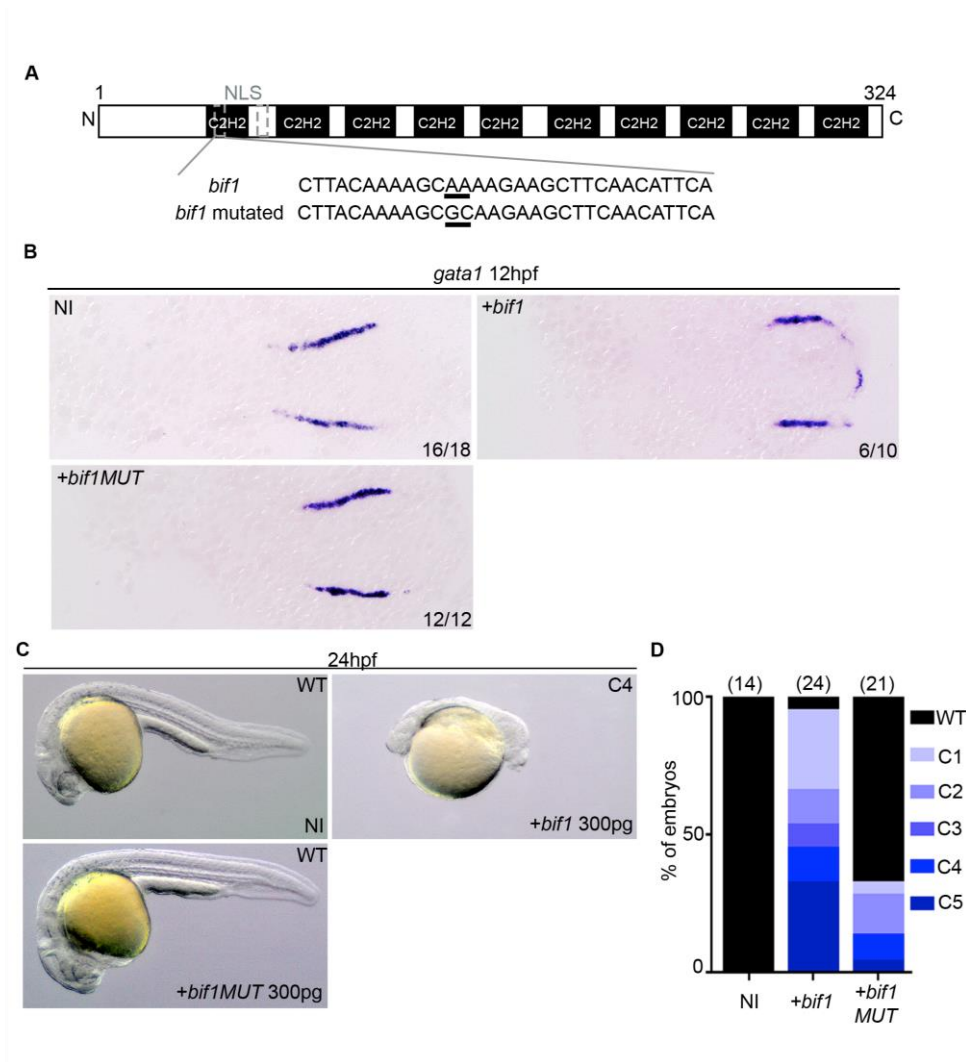 A
1 NLS 324
N C2H2 C2H2 C2H2 C2H2 C2H2 C2H2 C2H2 C2H2 C2H2 C2H2 C
bif1 CTTACAAAAGCAAAAGAAGCTTCAACATTCA
bif1 mutated CTTACAAAAGCGCAAGAAGCTTCAACATTCA
B
gata1 12hpf
NI
16/18
+bif1
6/10
+bif1MUT
12/12
C
24hpf
WT
NI
C4
+bif1 300pg
WT
+bif1MUT 300pg
D
(14) (24) (21)
100
50
0
% of embryos
NI
+bif1
+bif1
MUT
WT
C1
C2
C3
C4
C5